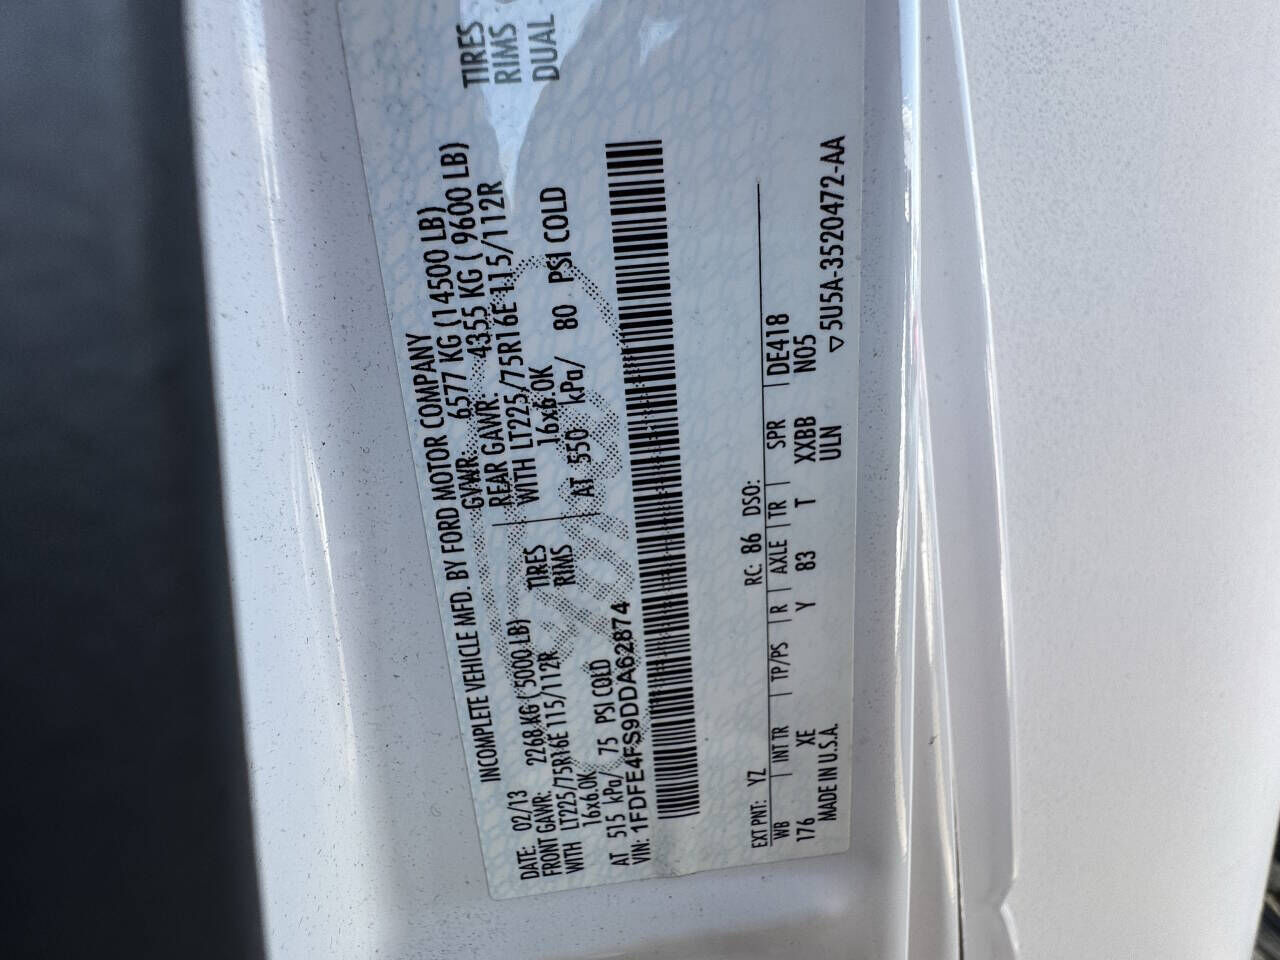 INCOMPLETE VEHICLE MFD. BY FORD MOTOR COMPANY
DATE: 02/13 GVWR: 6577 KG (14500 LB)
FRONT GAWR: 2268 KG ( 5000 LB) REAR GAWR: 4355 KG ( 9600 LB)
WITH LT225/75R16E 115/112R TIRES WITH LT225/75R16E 115/112R TIRES
16x6.0K RIMS 16x6.0K RIMS
AT 515 kPa/ 75 PSI COLD AT 550 kPa/ 80 PSI COLD DUAL
VIN: 1FDFE4FS9DDA62874
EXT PNT: YZ RC: 86 DSO:
WB INT TR TP/PS R AXLE TR SPR DE418
176 XE Y 83 T XXBB N05
MADE IN U.S.A. ULN ▽ 5U5A-3520472-AA